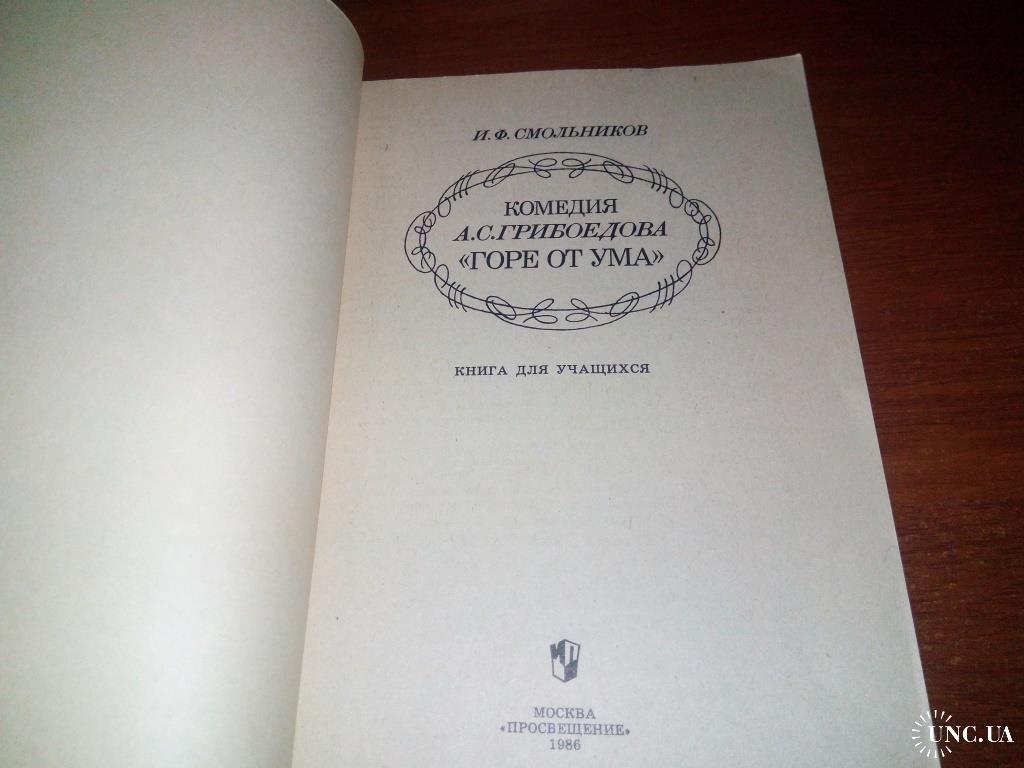 И. Ф. СМОЛЬНИКОВ
КОМЕДИЯ
А.С.ГРИБОЕДОВА
«ГОРЕ ОТ УМА»
КНИГА ДЛЯ УЧАЩИХСЯ
МОСКВА
«ПРОСВЕЩЕНИЕ»
1986
UNC.UA